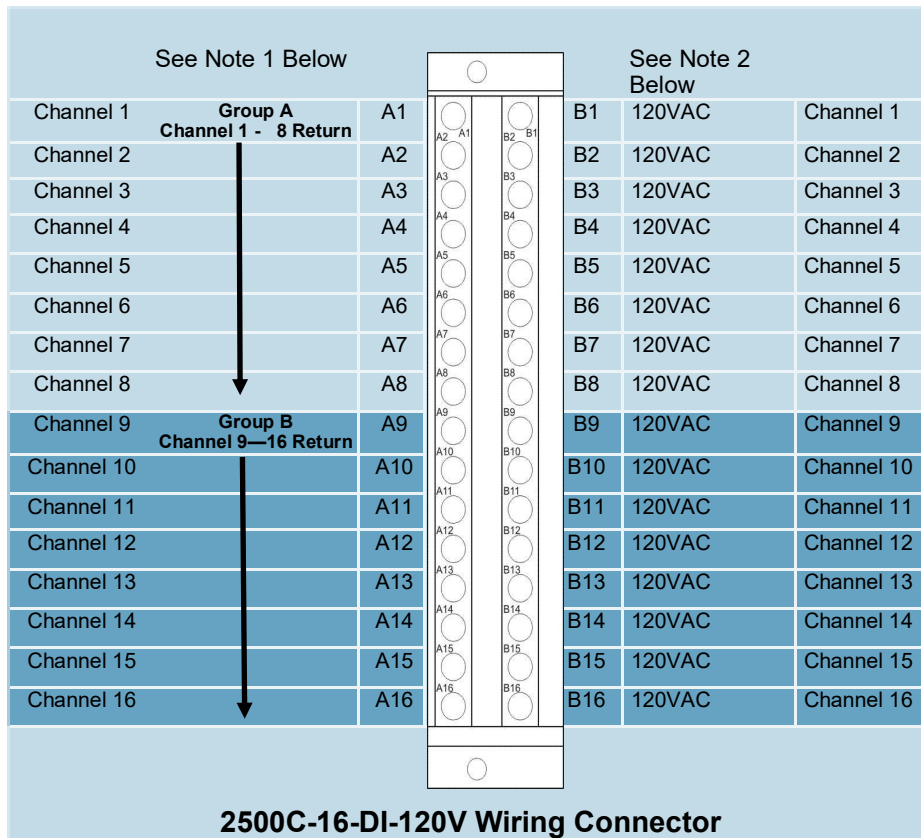 See Note 1 Below
See Note 2
Below
Channel 1 Group A A1 B1 120VAC Channel 1
Channel 1 - 8 Return
Channel 2 A2 B2 120VAC Channel 2
Channel 3 A3 B3 120VAC Channel 3
Channel 4 A4 B4 120VAC Channel 4
Channel 5 A5 B5 120VAC Channel 5
Channel 6 A6 B6 120VAC Channel 6
Channel 7 A7 B7 120VAC Channel 7
Channel 8 A8 B8 120VAC Channel 8
Channel 9 Group B A9 B9 120VAC Channel 9
Channel 9—16 Return
Channel 10 A10 B10 120VAC Channel 10
Channel 11 A11 B11 120VAC Channel 11
Channel 12 A12 B12 120VAC Channel 12
Channel 13 A13 B13 120VAC Channel 13
Channel 14 A14 B14 120VAC Channel 14
Channel 15 A15 B15 120VAC Channel 15
Channel 16 A16 B16 120VAC Channel 16
A1 B1
A2 B2
A3 B3
A4 B4
A5 B5
A6 B6
A7 B7
A8 B8
A9 B9
A10 B10
A11 B11
A12 B12
A13 B13
A14 B14
A15 B15
A16 B16
2500C-16-DI-120V Wiring Connector